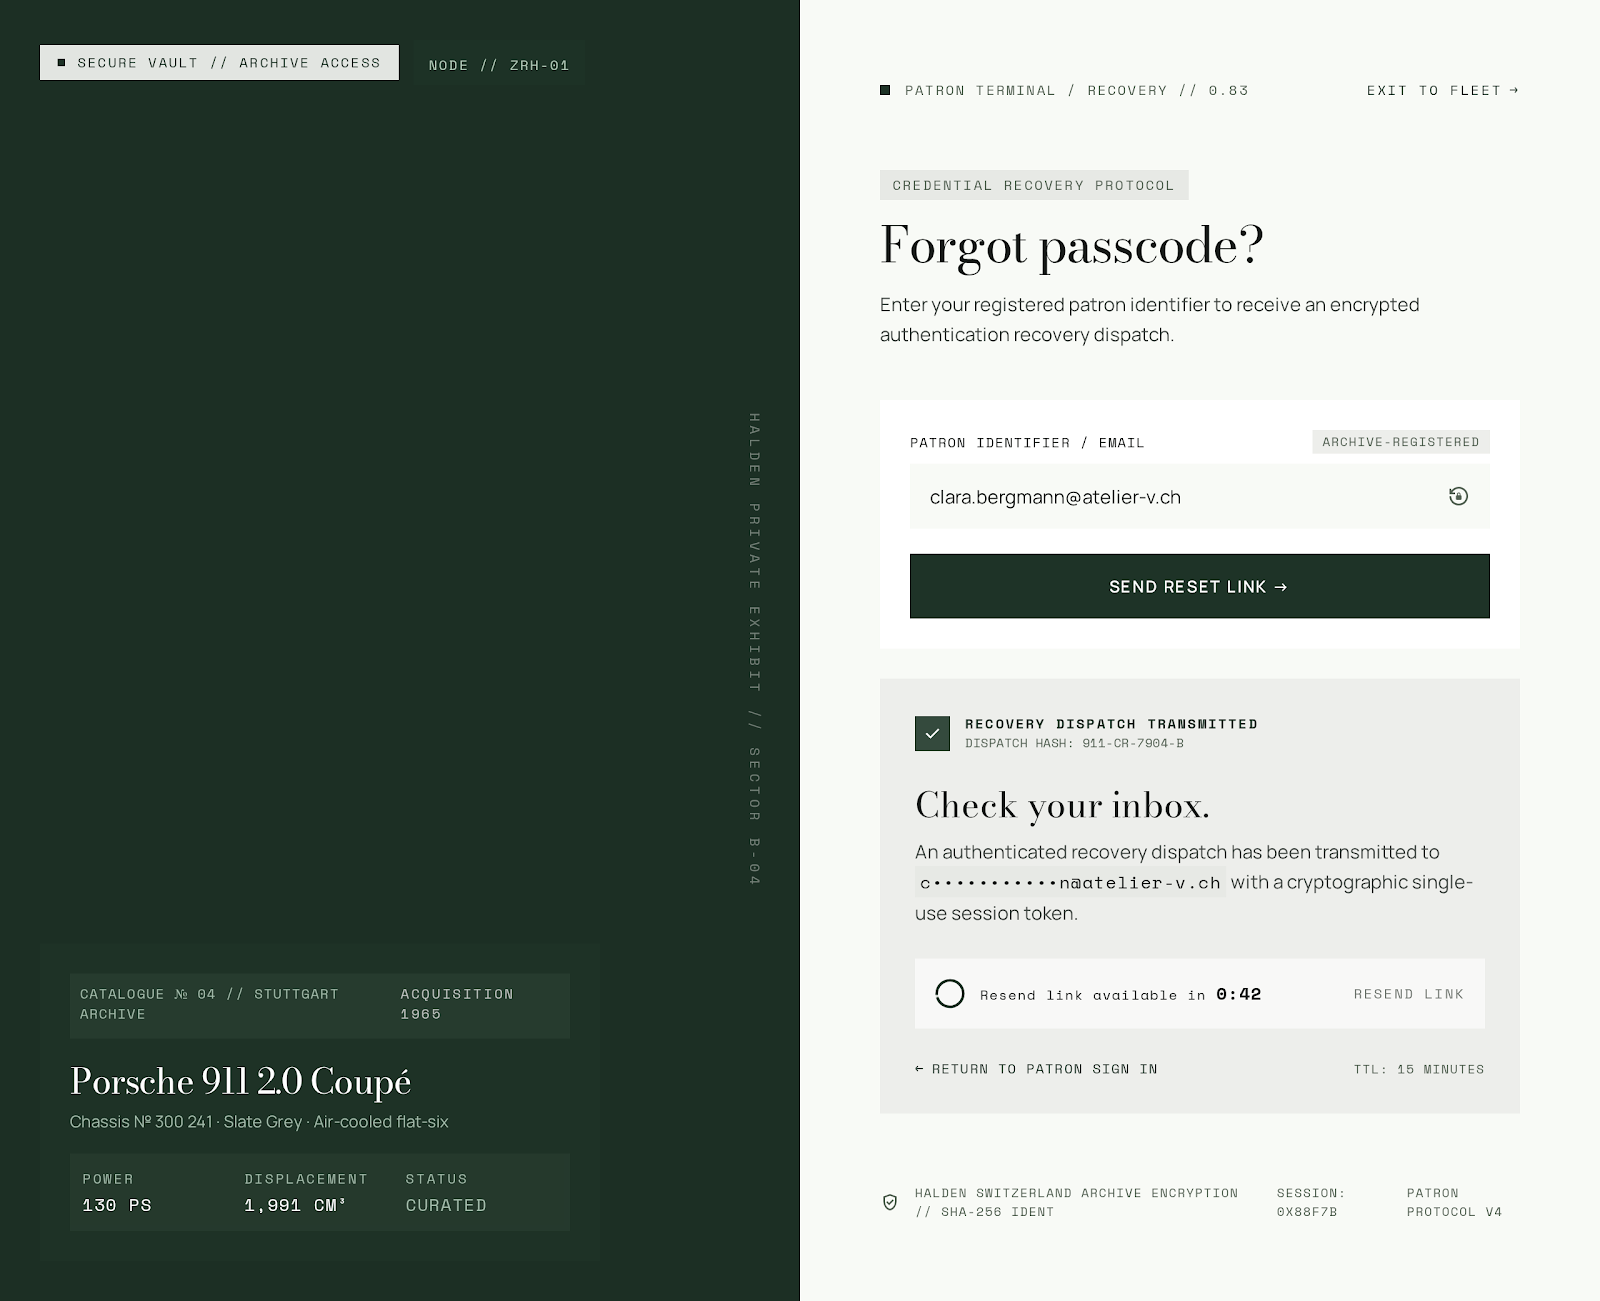 SECURE VAULT // ARCHIVE ACCESS
NODE // ZRH-01
HALDEN PRIVATE EXHIBIT // SECTOR B-04
CATALOGUE № 04 // STUTTGART
ARCHIVE
ACQUISITION
1965
Porsche 911 2.0 Coupé
Chassis № 300 241 · Slate Grey · Air-cooled flat-six
POWER
130 PS
DISPLACEMENT
1,991 CM³
STATUS
CURATED
PATRON TERMINAL / RECOVERY // 0.83
EXIT TO FLEET →
CREDENTIAL RECOVERY PROTOCOL
Forgot passcode?
Enter your registered patron identifier to receive an encrypted
authentication recovery dispatch.
PATRON IDENTIFIER / EMAIL
ARCHIVE-REGISTERED
clara.bergmann@atelier-v.ch
SEND RESET LINK →
RECOVERY DISPATCH TRANSMITTED
DISPATCH HASH: 911-CR-7904-B
Check your inbox.
An authenticated recovery dispatch has been transmitted to
c•••••••••••n@atelier-v.ch with a cryptographic single-
use session token.
Resend link available in 0:42
RESEND LINK
← RETURN TO PATRON SIGN IN
TTL: 15 MINUTES
HALDEN SWITZERLAND ARCHIVE ENCRYPTION
// SHA-256 IDENT
SESSION:
0X88F7B
PATRON
PROTOCOL V4